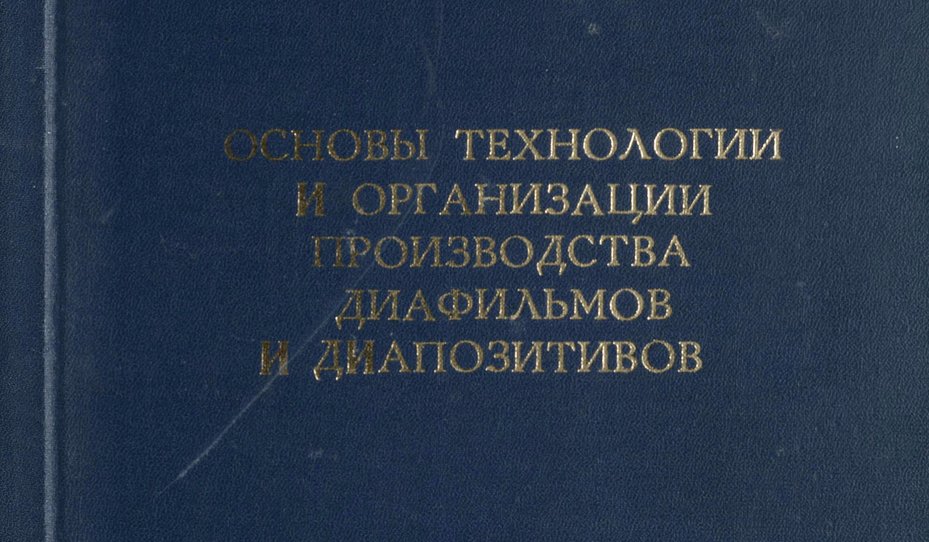 ОСНОВЫ ТЕХНОЛОГИИ
И ОРГАНИЗАЦИИ
ПРОИЗВОДСТВА
ДИАФИЛЬМОВ
И ДИАПОЗИТИВОВ